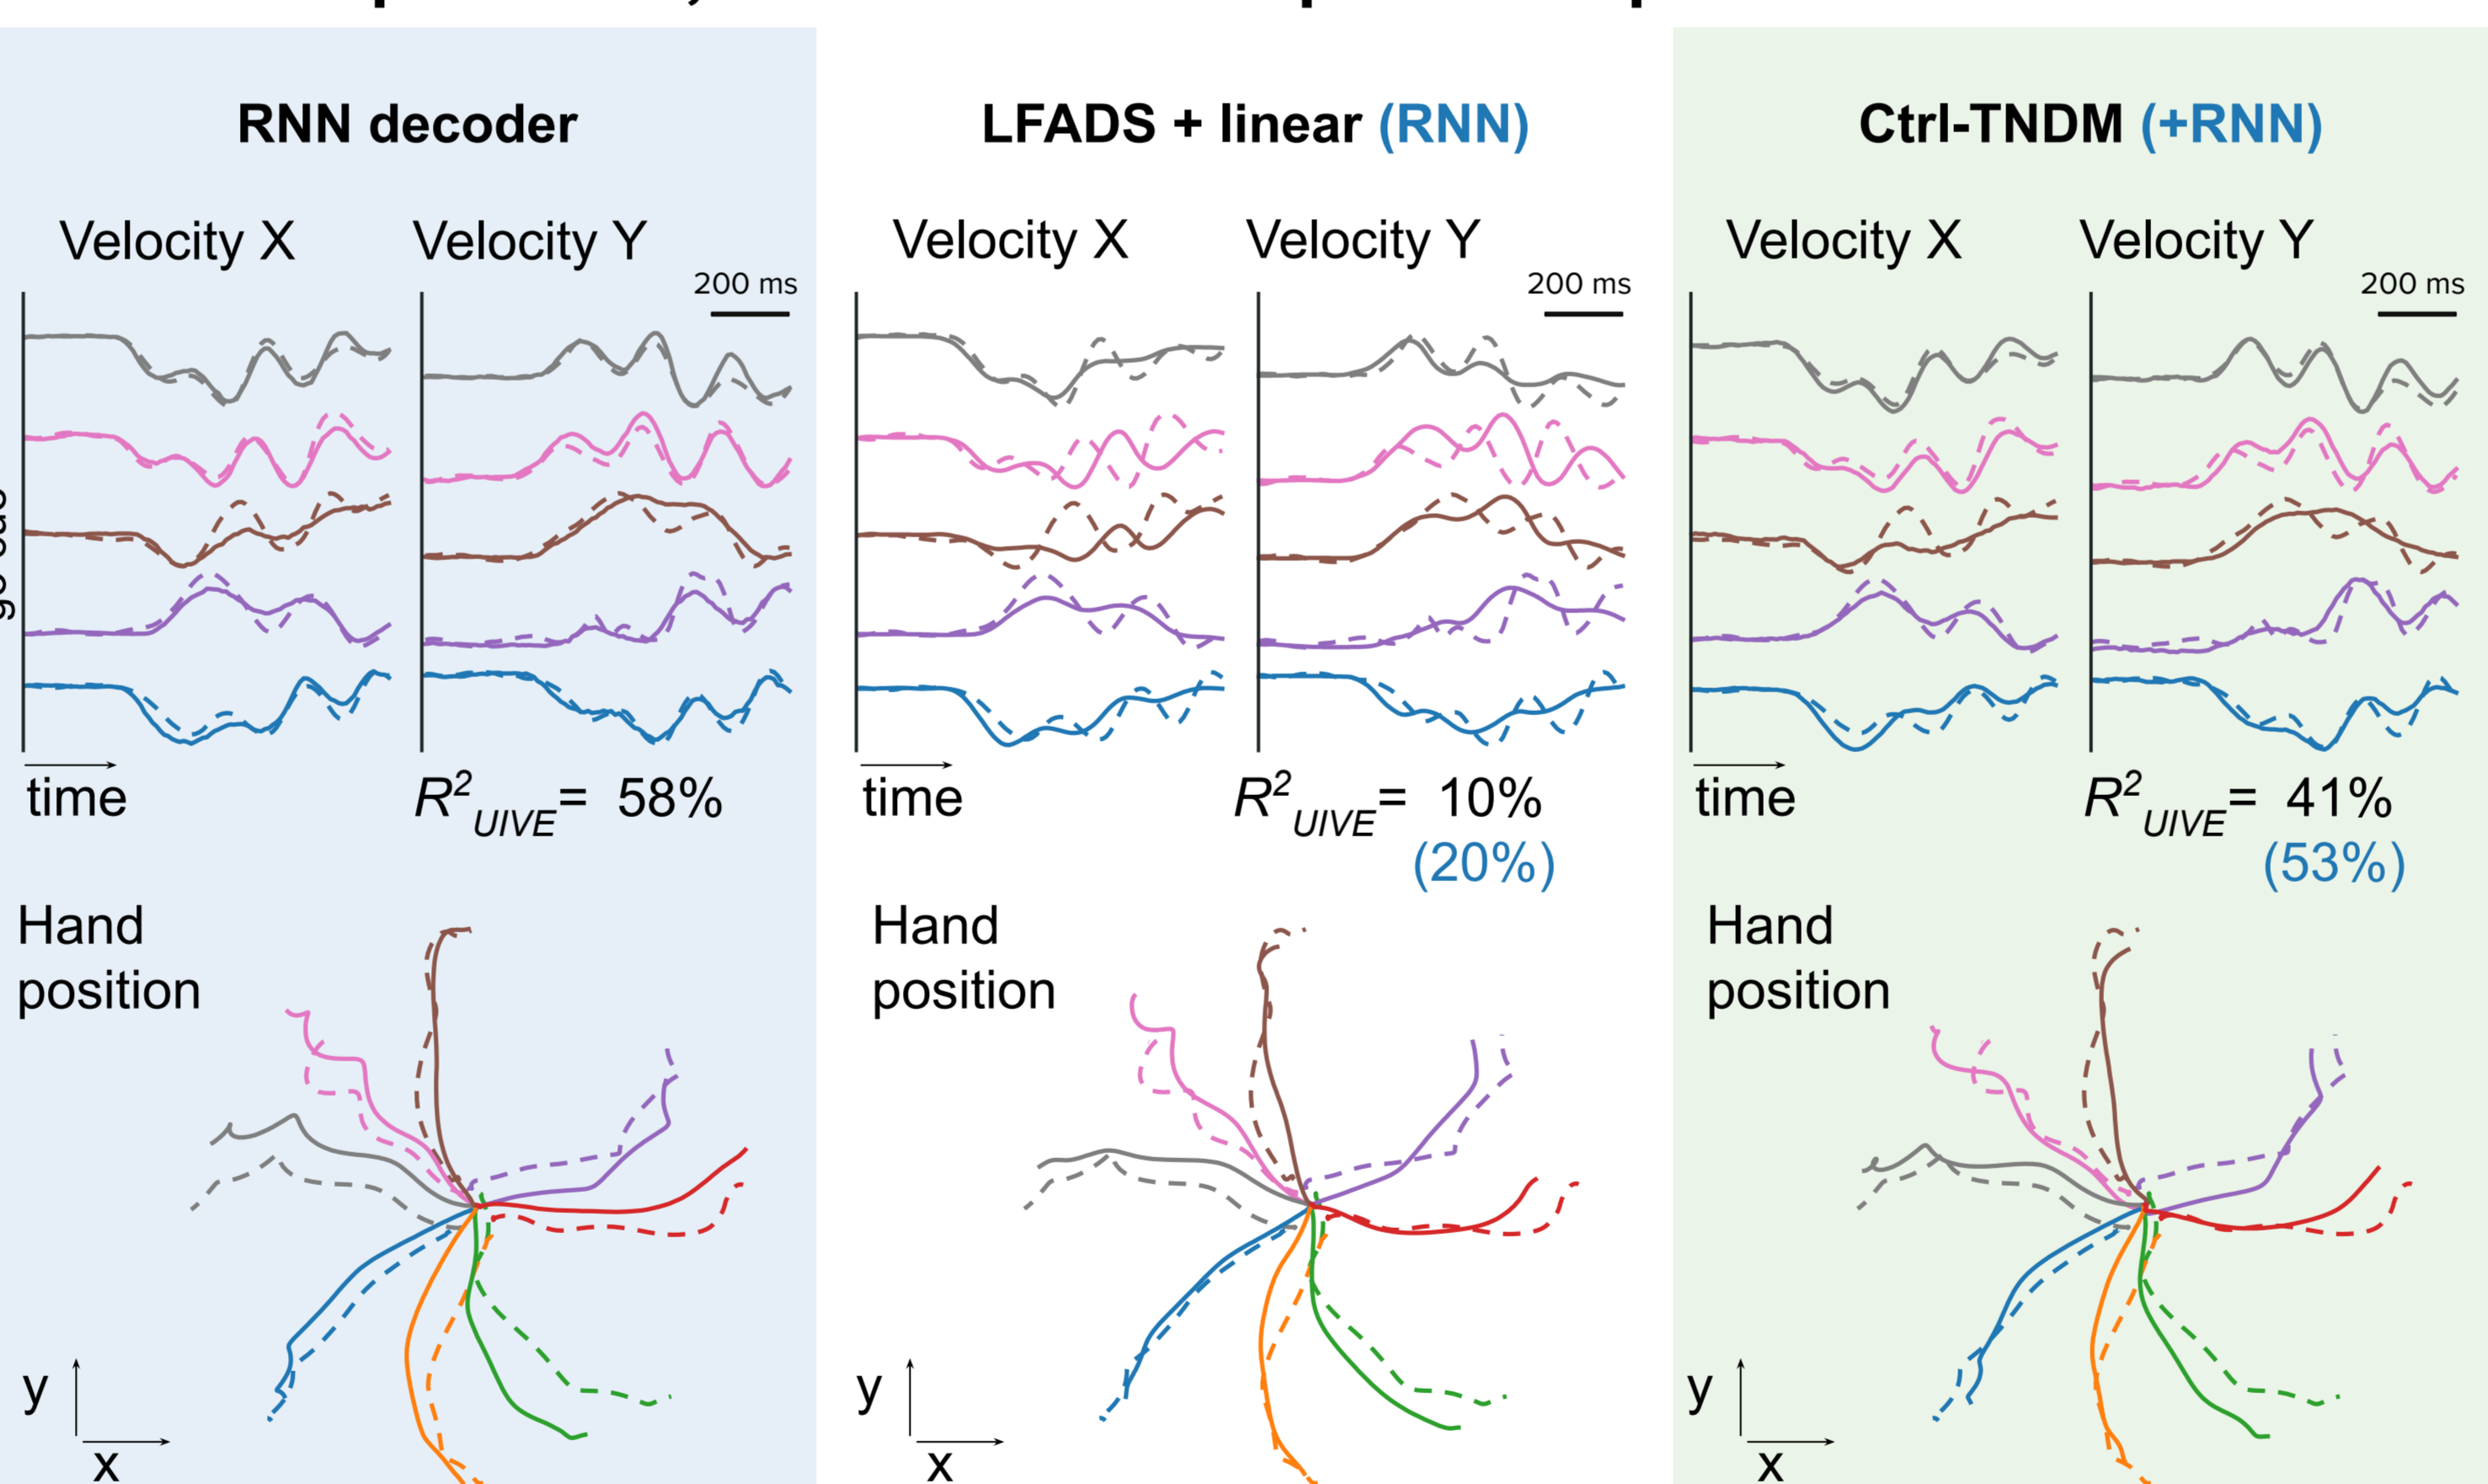 RNN decoder
Velocity X Velocity Y
200 ms
time
R²UIVE = 58%
Hand
position
y
x
LFADS + linear (RNN)
Velocity X Velocity Y
200 ms
time
R²UIVE = 10%
(20%)
Hand
position
y
x
Ctrl-TNDM (+RNN)
Velocity X Velocity Y
200 ms
time
R²UIVE = 41%
(53%)
Hand
position
y
x